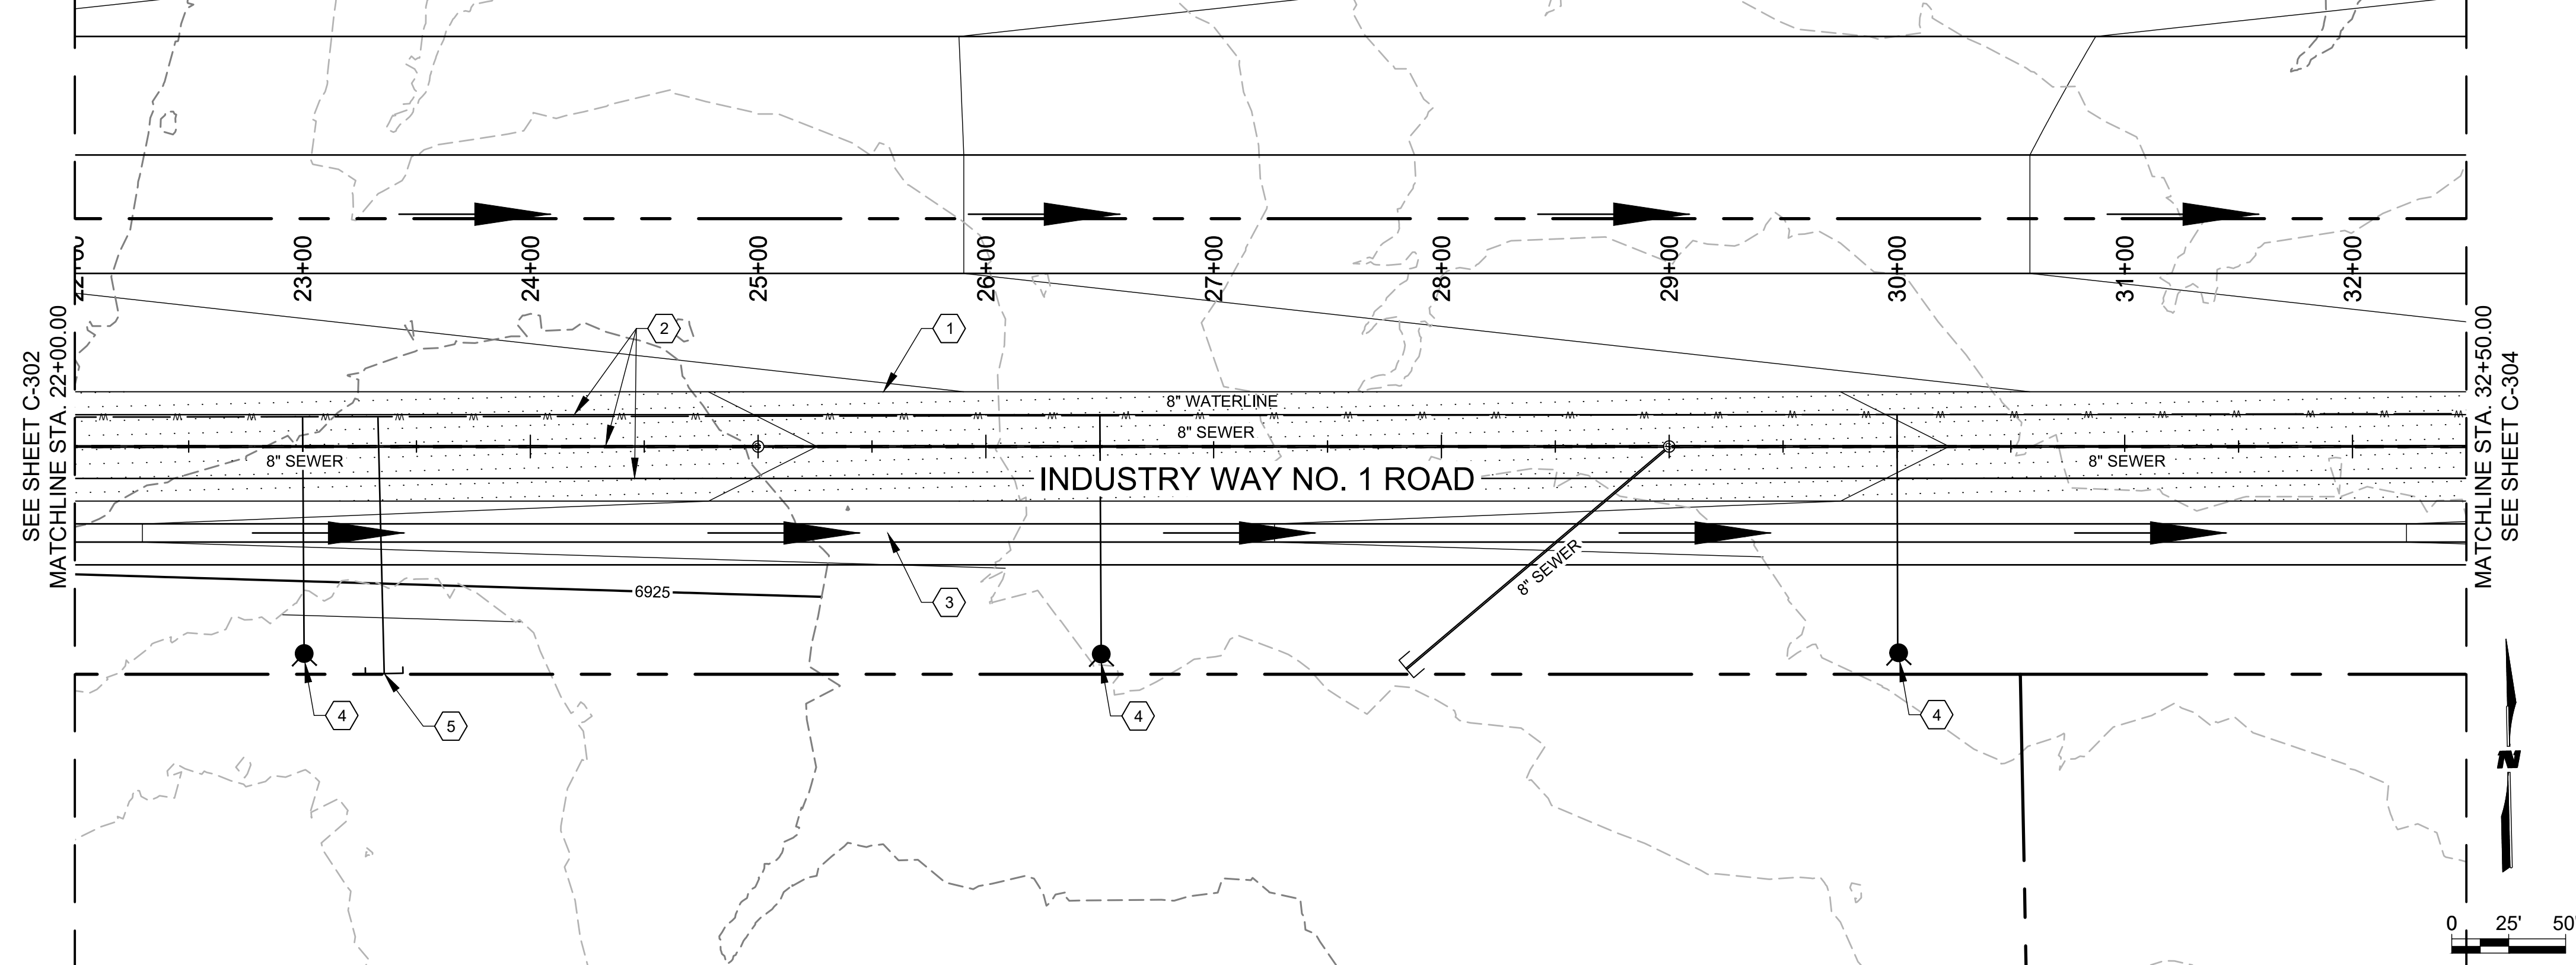 22+00
23+00
24+00
25+00
26+00
27+00
28+00
29+00
30+00
31+00
32+00
SEE SHEET C-302
MATCHLINE STA. 22+00.00
MATCHLINE STA. 32+50.00
SEE SHEET C-304
2
1
8" WATERLINE
W W W W W W W W W W W W W W W W W W W W W W W W W W W W W W W W W
8" SEWER
8" SEWER
8" SEWER
INDUSTRY WAY NO. 1 ROAD
8" SEWER
6925
3
4
5
4
4
N
0 25' 50'